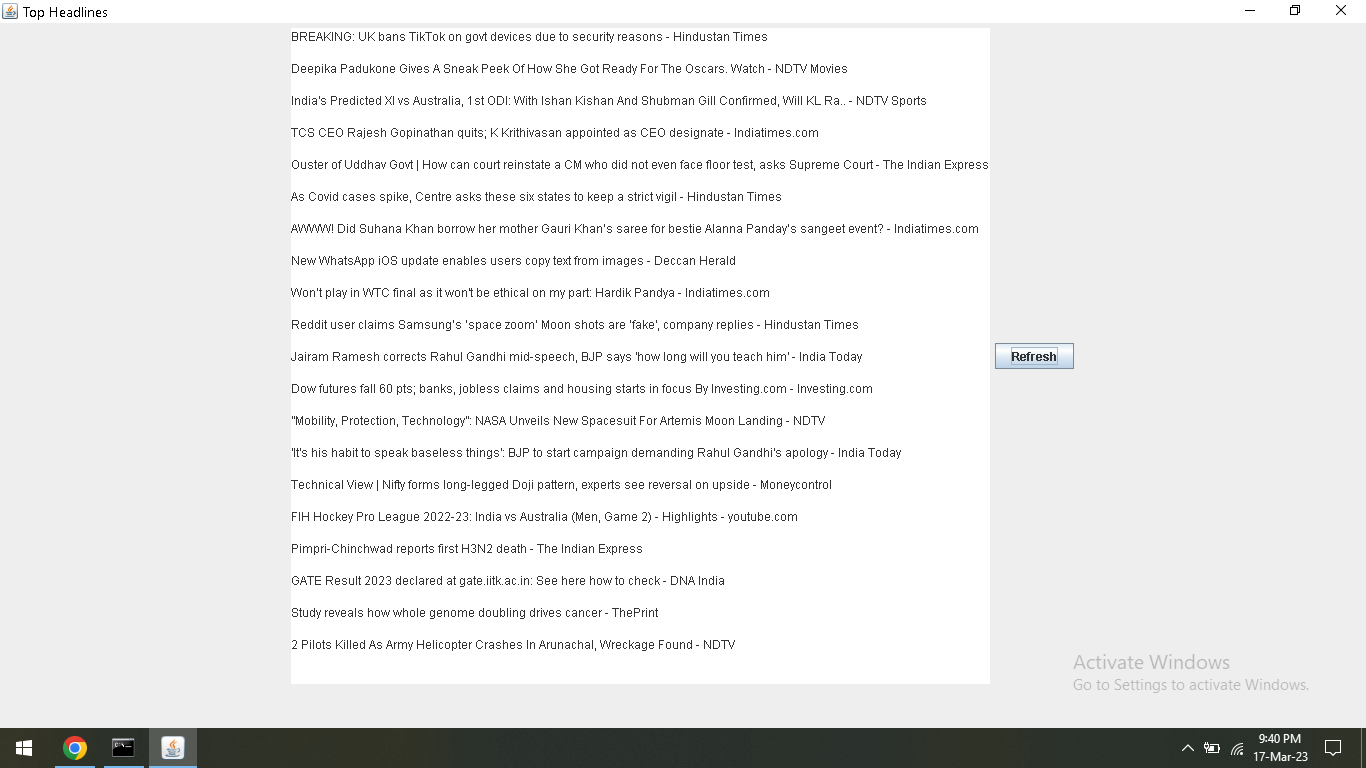 Top Headlines
BREAKING: UK bans TikTok on govt devices due to security reasons - Hindustan Times
Deepika Padukone Gives A Sneak Peek Of How She Got Ready For The Oscars. Watch - NDTV Movies
India's Predicted XI vs Australia, 1st ODI: With Ishan Kishan And Shubman Gill Confirmed, Will KL Ra.. - NDTV Sports
TCS CEO Rajesh Gopinathan quits; K Krithivasan appointed as CEO designate - Indiatimes.com
Ouster of Uddhav Govt | How can court reinstate a CM who did not even face floor test, asks Supreme Court - The Indian Express
As Covid cases spike, Centre asks these six states to keep a strict vigil - Hindustan Times
AWWW! Did Suhana Khan borrow her mother Gauri Khan's saree for bestie Alanna Panday's sangeet event? - Indiatimes.com
New WhatsApp iOS update enables users copy text from images - Deccan Herald
Won't play in WTC final as it won't be ethical on my part: Hardik Pandya - Indiatimes.com
Reddit user claims Samsung's 'space zoom' Moon shots are 'fake', company replies - Hindustan Times
Jairam Ramesh corrects Rahul Gandhi mid-speech, BJP says 'how long will you teach him' - India Today
Refresh
Dow futures fall 60 pts; banks, jobless claims and housing starts in focus By Investing.com - Investing.com
"Mobility, Protection, Technology": NASA Unveils New Spacesuit For Artemis Moon Landing - NDTV
'It's his habit to speak baseless things': BJP to start campaign demanding Rahul Gandhi's apology - India Today
Technical View | Nifty forms long-legged Doji pattern, experts see reversal on upside - Moneycontrol
FIH Hockey Pro League 2022-23: India vs Australia (Men, Game 2) - Highlights - youtube.com
Pimpri-Chinchwad reports first H3N2 death - The Indian Express
GATE Result 2023 declared at gate.iitk.ac.in: See here how to check - DNA India
Study reveals how whole genome doubling drives cancer - ThePrint
2 Pilots Killed As Army Helicopter Crashes In Arunachal, Wreckage Found - NDTV
Activate Windows
Go to Settings to activate Windows.
9:40 PM
17-Mar-23